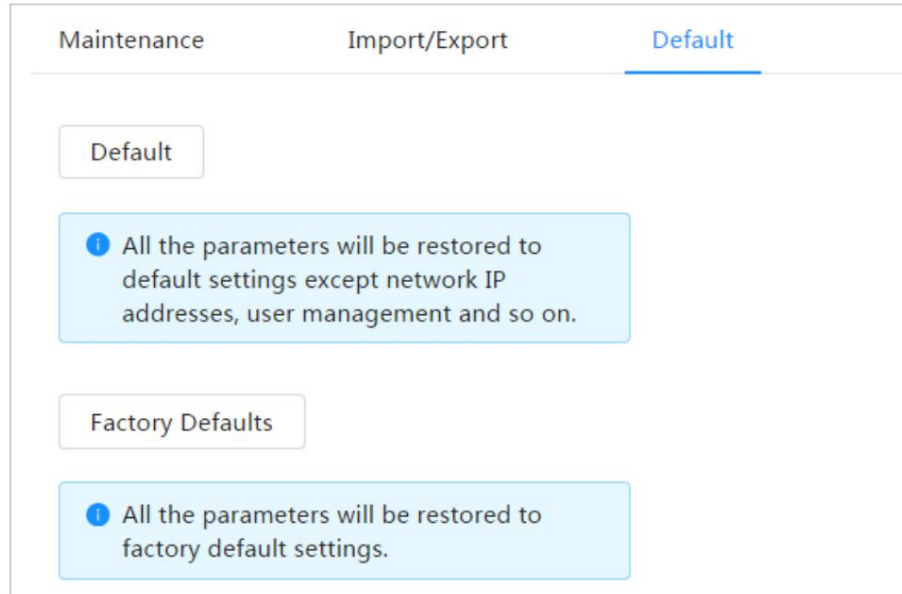 Maintenance Import/Export Default
Default
All the parameters will be restored to
default settings except network IP
addresses, user management and so on.
Factory Defaults
All the parameters will be restored to
factory default settings.